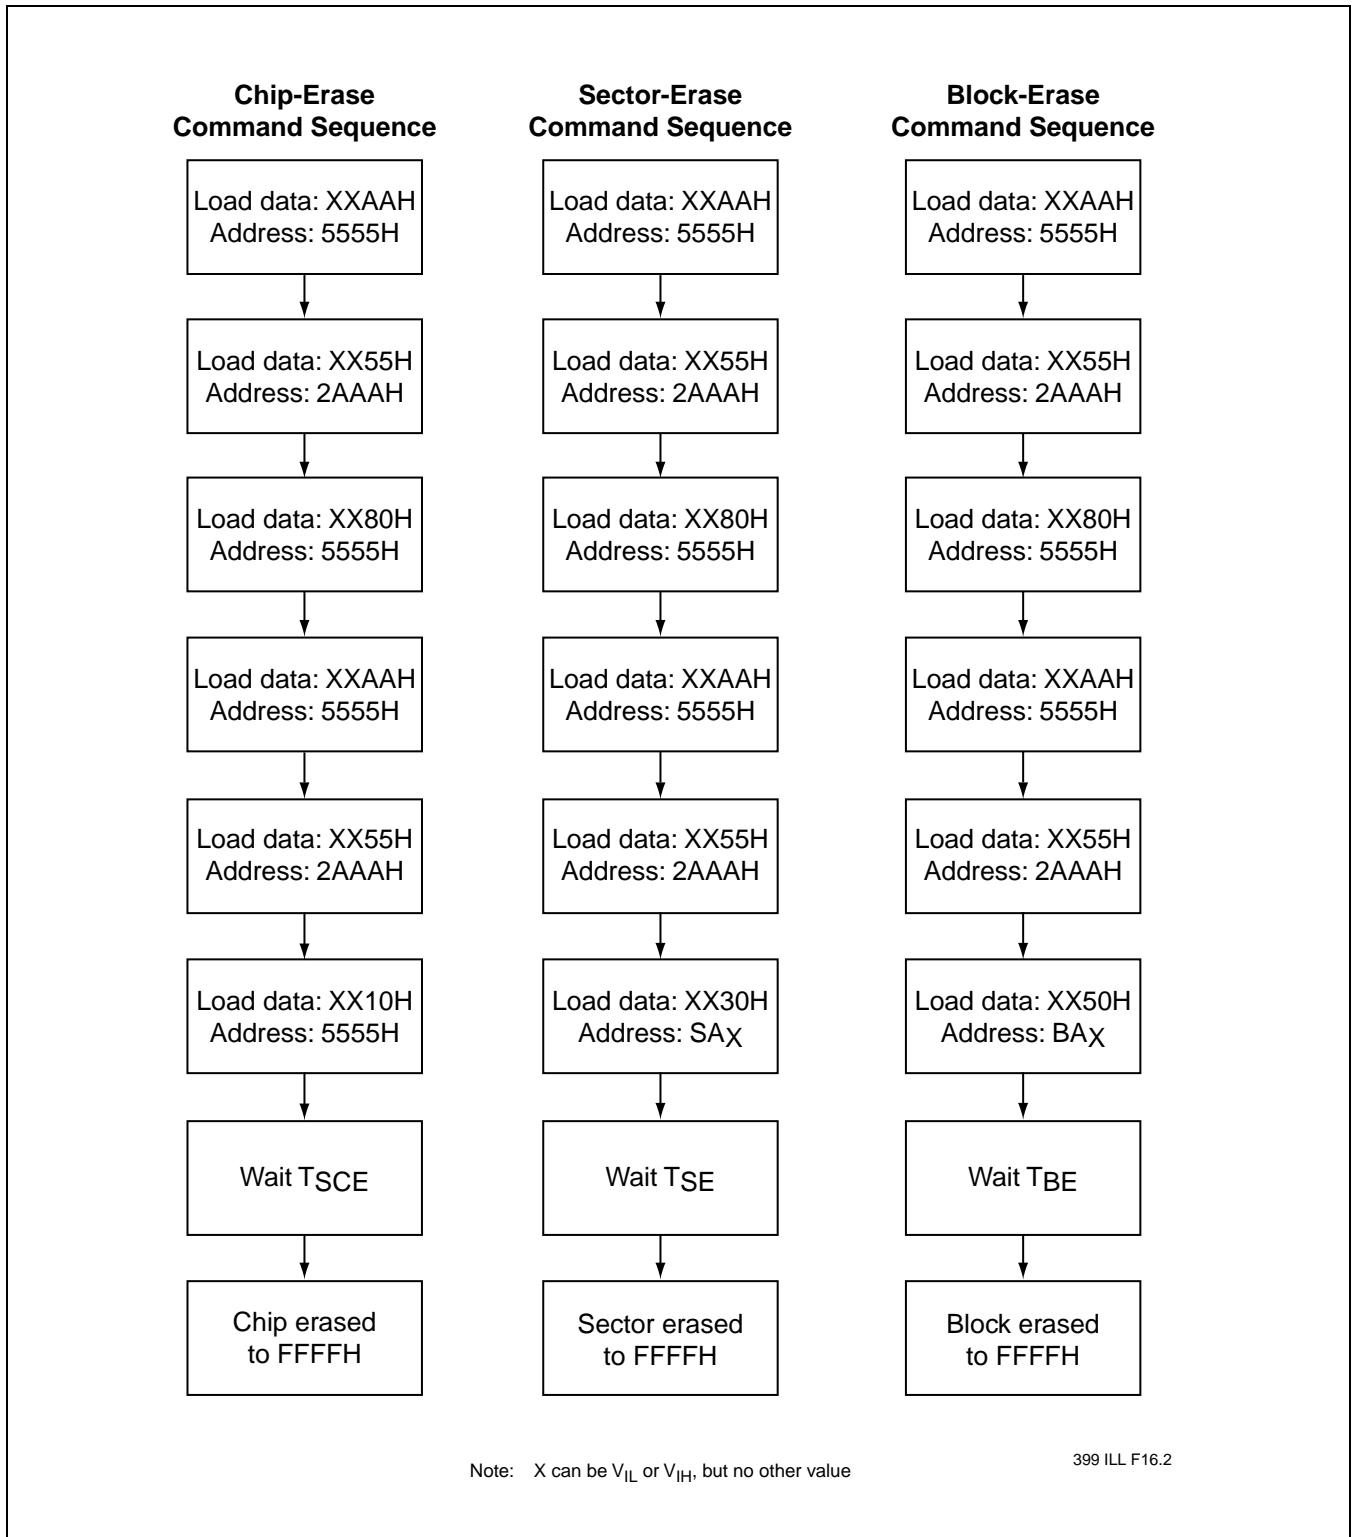 Chip-Erase
Command Sequence
Load data: XXAAH
Address: 5555H
Load data: XX55H
Address: 2AAAH
Load data: XX80H
Address: 5555H
Load data: XXAAH
Address: 5555H
Load data: XX55H
Address: 2AAAH
Load data: XX10H
Address: 5555H
Wait TSCE
Chip erased
to FFFFH
Sector-Erase
Command Sequence
Load data: XXAAH
Address: 5555H
Load data: XX55H
Address: 2AAAH
Load data: XX80H
Address: 5555H
Load data: XXAAH
Address: 5555H
Load data: XX55H
Address: 2AAAH
Load data: XX30H
Address: SAX
Wait TSE
Sector erased
to FFFFH
Block-Erase
Command Sequence
Load data: XXAAH
Address: 5555H
Load data: XX55H
Address: 2AAAH
Load data: XX80H
Address: 5555H
Load data: XXAAH
Address: 5555H
Load data: XX55H
Address: 2AAAH
Load data: XX50H
Address: BAX
Wait TBE
Block erased
to FFFFH
Note: X can be VIL or VIH, but no other value
399 ILL F16.2